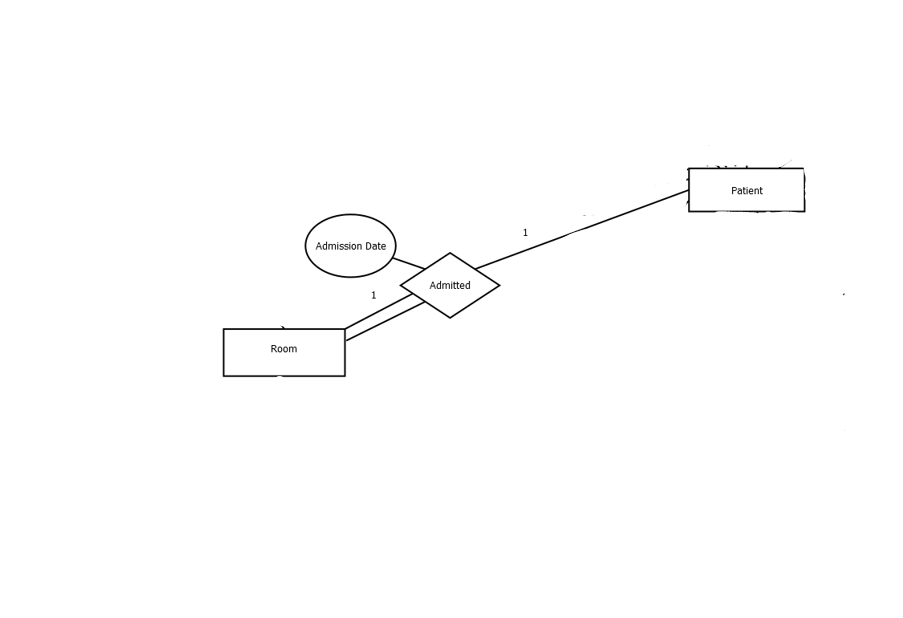 Patient
1
Admission Date
Admitted
1
Room